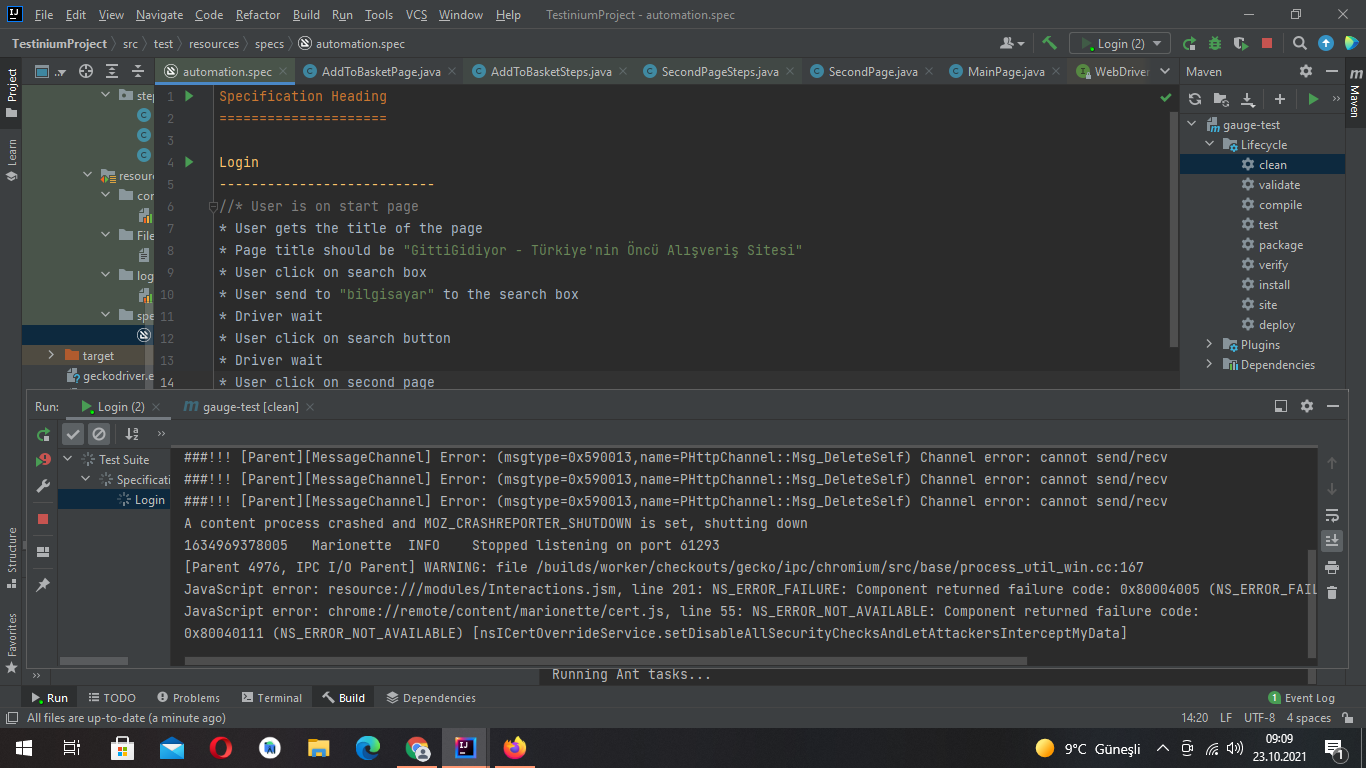 File Edit View Navigate Code Refactor Build Run Tools VCS Window Help TestiniumProject - automation.spec
TestiniumProject src test resources specs automation.spec Login (2)
Project
automation.spec AddToBasketPage.java AddToBasketSteps.java SecondPageSteps.java SecondPage.java MainPage.java WebDriver
Maven
Maven
Learn
step
resourc
con
File
log
spe
target
geckodriver.e
1 Specification Heading
2 =====================
3
4 Login
5 ---------------------------
6 //* User is on start page
7 * User gets the title of the page
8 * Page title should be "GittiGidiyor - Türkiye'nin Öncü Alışveriş Sitesi"
9 * User click on search box
10 * User send to "bilgisayar" to the search box
11 * Driver wait
12 * User click on search button
13 * Driver wait
14 * User click on second page
gauge-test
Lifecycle
clean
validate
compile
test
package
verify
install
site
deploy
Plugins
Dependencies
Run: Login (2) gauge-test [clean]
Test Suite
Specificati
Login
###!!! [Parent][MessageChannel] Error: (msgtype=0x590013,name=PHttpChannel::Msg_DeleteSelf) Channel error: cannot send/recv
###!!! [Parent][MessageChannel] Error: (msgtype=0x590013,name=PHttpChannel::Msg_DeleteSelf) Channel error: cannot send/recv
###!!! [Parent][MessageChannel] Error: (msgtype=0x590013,name=PHttpChannel::Msg_DeleteSelf) Channel error: cannot send/recv
A content process crashed and MOZ_CRASHREPORTER_SHUTDOWN is set, shutting down
1634969378005 Marionette INFO Stopped listening on port 61293
[Parent 4976, IPC I/O Parent] WARNING: file /builds/worker/checkouts/gecko/ipc/chromium/src/base/process_util_win.cc:167
JavaScript error: resource:///modules/Interactions.jsm, line 201: NS_ERROR_FAILURE: Component returned failure code: 0x80004005 (NS_ERROR_FAIL
JavaScript error: chrome://remote/content/marionette/cert.js, line 55: NS_ERROR_NOT_AVAILABLE: Component returned failure code:
0x80040111 (NS_ERROR_NOT_AVAILABLE) [nsICertOverrideService.setDisableAllSecurityChecksAndLetAttackersInterceptMyData]
Structure
Favorites
Running Ant tasks...
Run TODO Problems Terminal Build Dependencies 1 Event Log
All files are up-to-date (a minute ago) 14:20 LF UTF-8 4 spaces
9°C Güneşli 09:09
23.10.2021
1